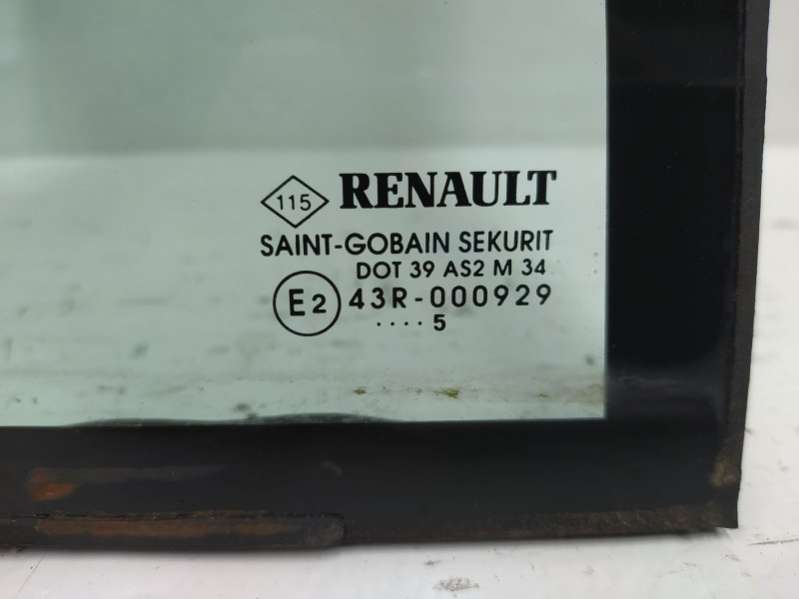 115 RENAULT
SAINT-GOBAIN SEKURIT
DOT 39 AS2 M 34
E2 43R-000929
.... 5